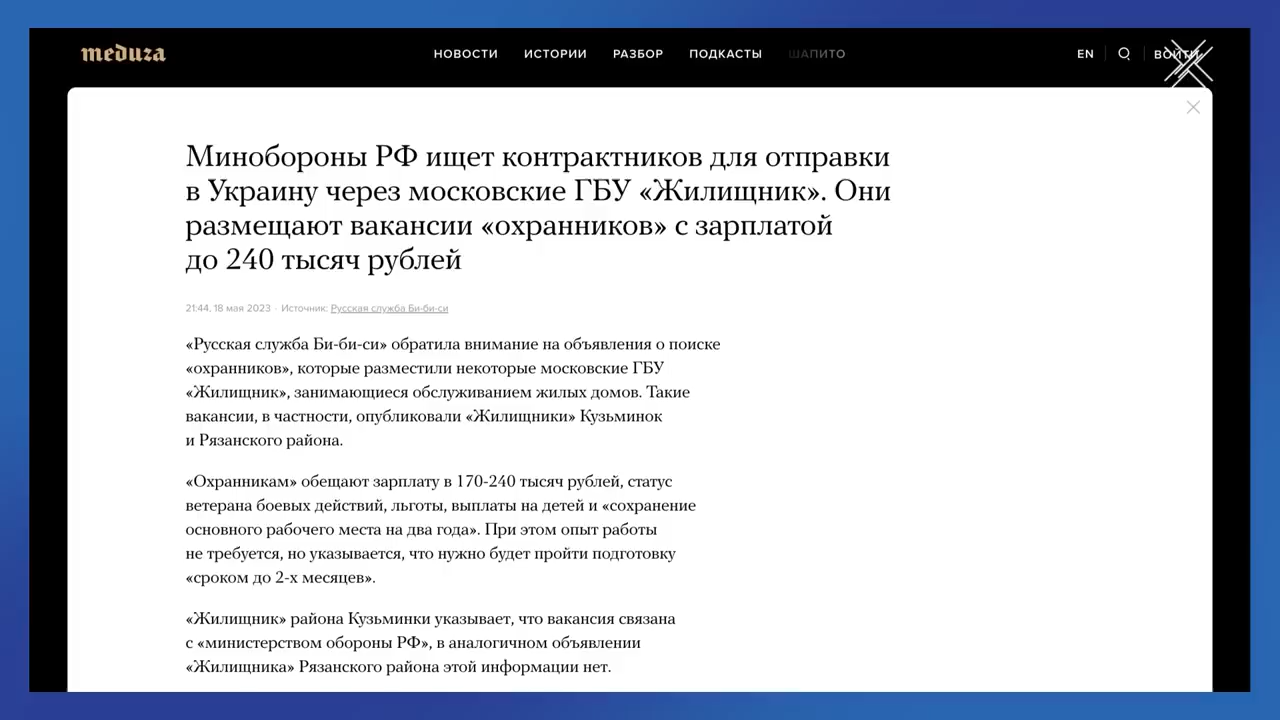 meduza
НОВОСТИ ИСТОРИИ РАЗБОР ПОДКАСТЫ ШАПИТО
EN ВОЙТИ
Минобороны РФ ищет контрактников для отправки
в Украину через московские ГБУ «Жилищник». Они
размещают вакансии «охранников» с зарплатой
до 240 тысяч рублей
21:44, 18 мая 2023 · Источник: Русская служба Би-би-си
«Русская служба Би-би-си» обратила внимание на объявления о поиске
«охранников», которые разместили некоторые московские ГБУ
«Жилищник», занимающиеся обслуживанием жилых домов. Такие
вакансии, в частности, опубликовали «Жилищники» Кузьминок
и Рязанского района.
«Охранникам» обещают зарплату в 170-240 тысяч рублей, статус
ветерана боевых действий, льготы, выплаты на детей и «сохранение
основного рабочего места на два года». При этом опыт работы
не требуется, но указывается, что нужно будет пройти подготовку
«сроком до 2-х месяцев».
«Жилищник» района Кузьминки указывает, что вакансия связана
с «министерством обороны РФ», в аналогичном объявлении
«Жилищника» Рязанского района этой информации нет.